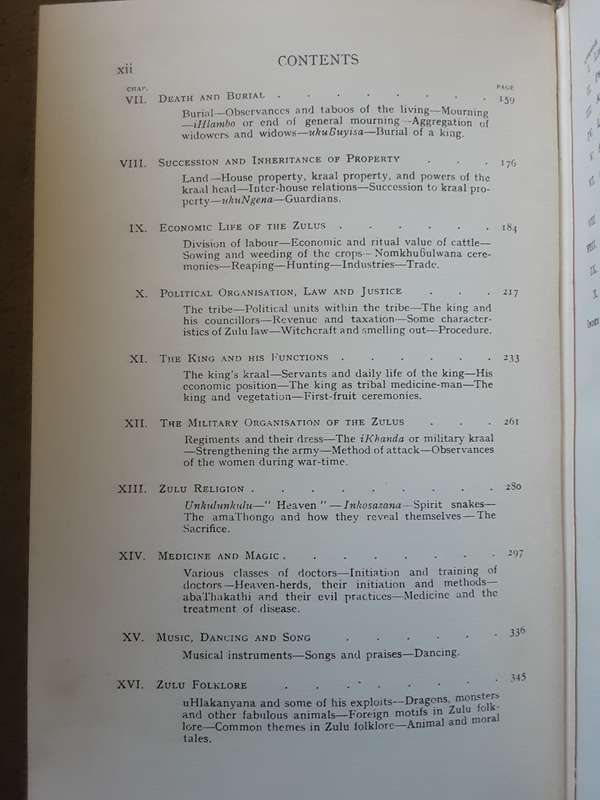 xii
CONTENTS
CHAP. PAGE
VII. DEATH AND BURIAL . . . . . . . . 159
Burial—Observances and taboos of the living—Mourning
—iHlambo or end of general mourning—Aggregation of
widowers and widows—ukuɓuyisa—Burial of a king.
VIII. SUCCESSION AND INHERITANCE OF PROPERTY . . . 176
Land—House property, kraal property, and powers of the
kraal head—Inter-house relations—Succession to kraal pro-
perty—ukuNgena—Guardians.
IX. ECONOMIC LIFE OF THE ZULUS . . . . . . 184
Division of labour—Economic and ritual value of cattle—
Sowing and weeding of the crops—Nomkhuɓulwana cere-
monies—Reaping—Hunting—Industries—Trade.
X. POLITICAL ORGANISATION, LAW AND JUSTICE . . . 217
The tribe—Political units within the tribe—The king and
his councillors—Revenue and taxation—Some character-
istics of Zulu law—Witchcraft and smelling out—Procedure.
XI. THE KING AND HIS FUNCTIONS . . . . . . 233
The king's kraal—Servants and daily life of the king—His
economic position—The king as tribal medicine-man—The
king and vegetation—First-fruit ceremonies.
XII. THE MILITARY ORGANISATION OF THE ZULUS . . . 261
Regiments and their dress—The iKhanda or military kraal
—Strengthening the army—Method of attack—Observances
of the women during war-time.
XIII. ZULU RELIGION . . . . . . . . . 280
Unkulunkulu—" Heaven "—Inkosazana—Spirit snakes—
The amaThongo and how they reveal themselves—The
Sacrifice.
XIV. MEDICINE AND MAGIC . . . . . . . . 297
Various classes of doctors—Initiation and training of
doctors—Heaven-herds, their initiation and methods—
abaThakathi and their evil practices—Medicine and the
treatment of disease.
XV. MUSIC, DANCING AND SONG . . . . . . 336
Musical instruments—Songs and praises—Dancing.
XVI. ZULU FOLKLORE . . . . . . . . 345
uHlakanyana and some of his exploits—Dragons, monsters
and other fabulous animals—Foreign motifs in Zulu folk-
lore—Common themes in Zulu folklore—Animal and moral
tales.